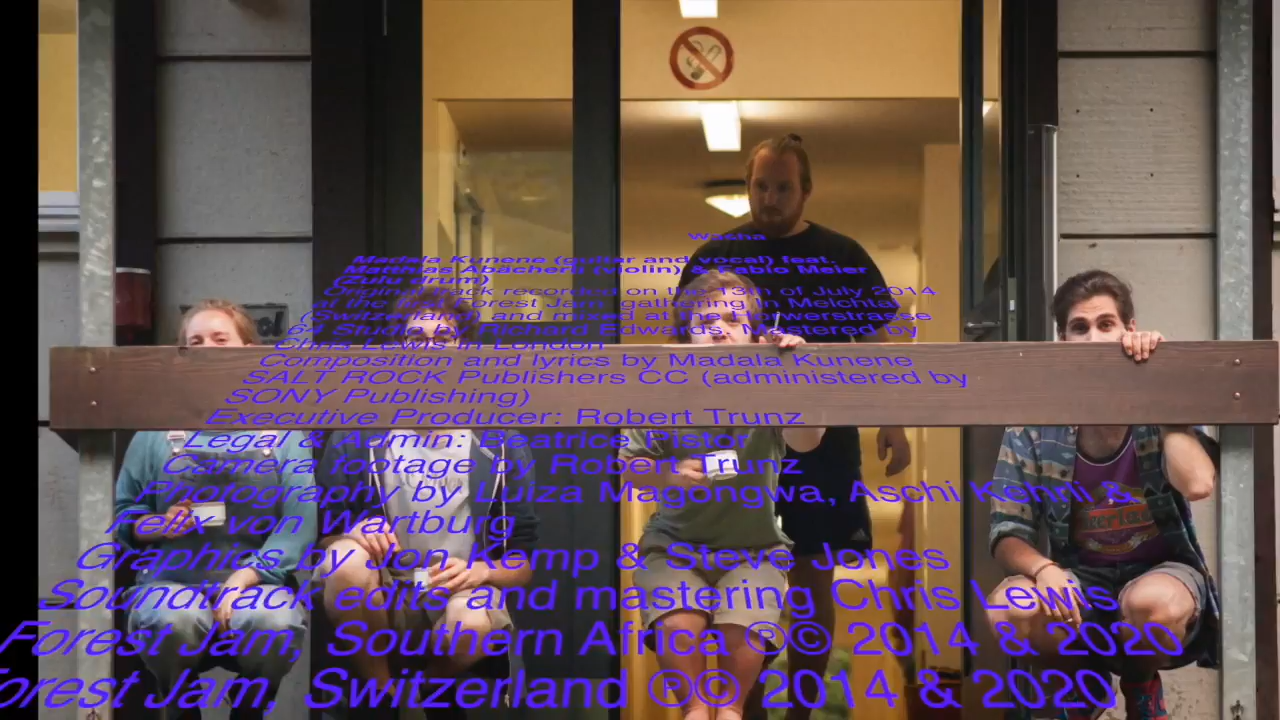 Washa
Madala Kunene (guitar and vocal) feat.
Matthias Abächerli (violin) & Fabio Meier
(Zulu drum)
Original track recorded on the 13th of July 2014
at the first Forest Jam gathering in Melchtal
(Switzerland) and mixed at the Horwerstrasse
64 Studio by Richard Edwards. Mastered by
Chris Lewis in London
Composition and lyrics by Madala Kunene
SALT ROCK Publishers CC (administered by
SONY Publishing)
Executive Producer: Robert Trunz
Legal & Admin: Beatrice Pistor
Camera footage by Robert Trunz
Photography by Luiza Magongwa, Aschi Kehrli &
Felix von Wartburg
Graphics by Jon Kemp & Steve Jones
Soundtrack edits and mastering Chris Lewis
Forest Jam, Southern Africa ℗© 2014 & 2020
Forest Jam, Switzerland ℗© 2014 & 2020